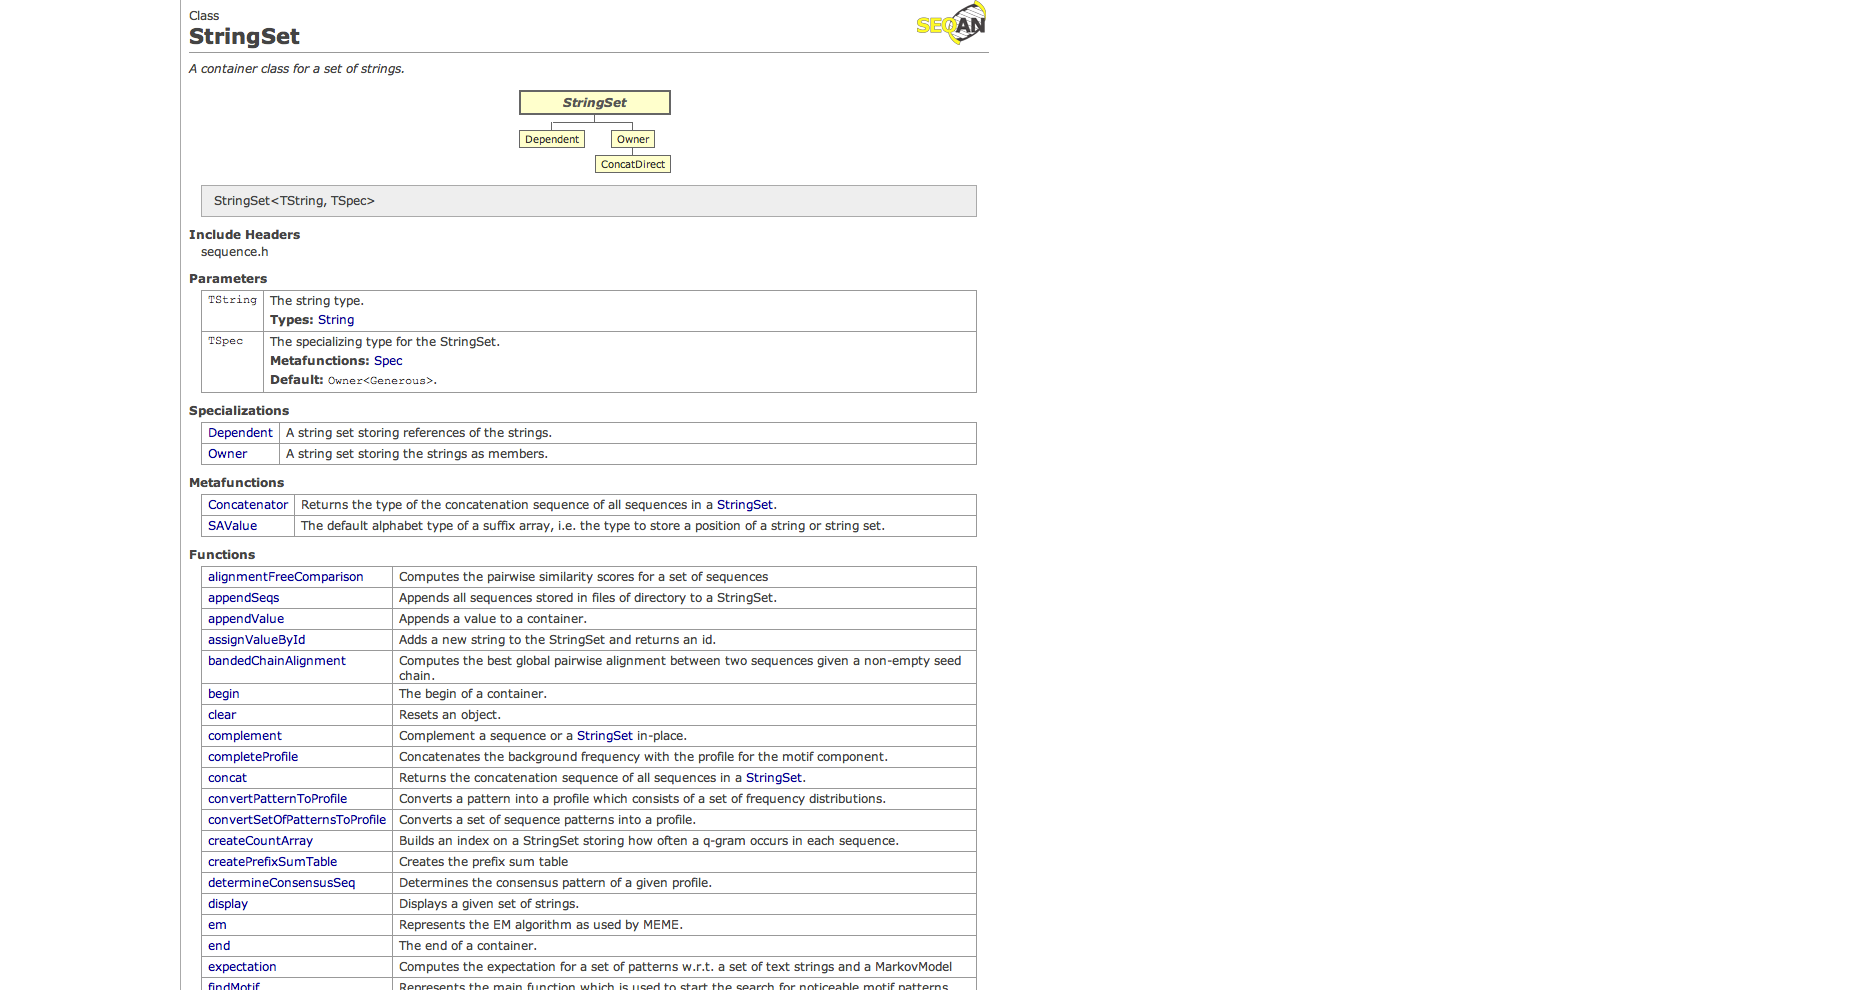 Class
StringSet
SEQAN
A container class for a set of strings.
StringSet
Dependent Owner
ConcatDirect
StringSet<TString, TSpec>
Include Headers
sequence.h
Parameters
TString The string type.
Types: String
TSpec The specializing type for the StringSet.
Metafunctions: Spec
Default: Owner<Generous>.
Specializations
Dependent A string set storing references of the strings.
Owner A string set storing the strings as members.
Metafunctions
Concatenator Returns the type of the concatenation sequence of all sequences in a StringSet.
SAValue The default alphabet type of a suffix array, i.e. the type to store a position of a string or string set.
Functions
alignmentFreeComparison Computes the pairwise similarity scores for a set of sequences
appendSeqs Appends all sequences stored in files of directory to a StringSet.
appendValue Appends a value to a container.
assignValueById Adds a new string to the StringSet and returns an id.
bandedChainAlignment Computes the best global pairwise alignment between two sequences given a non-empty seed
chain.
begin The begin of a container.
clear Resets an object.
complement Complement a sequence or a StringSet in-place.
completeProfile Concatenates the background frequency with the profile for the motif component.
concat Returns the concatenation sequence of all sequences in a StringSet.
convertPatternToProfile Converts a pattern into a profile which consists of a set of frequency distributions.
convertSetOfPatternsToProfile Converts a set of sequence patterns into a profile.
createCountArray Builds an index on a StringSet storing how often a q-gram occurs in each sequence.
createPrefixSumTable Creates the prefix sum table
determineConsensusSeq Determines the consensus pattern of a given profile.
display Displays a given set of strings.
em Represents the EM algorithm as used by MEME.
end The end of a container.
expectation Computes the expectation for a set of patterns w.r.t. a set of text strings and a MarkovModel
findMotif Represents the main function which is used to start the search for noticeable motif patterns.